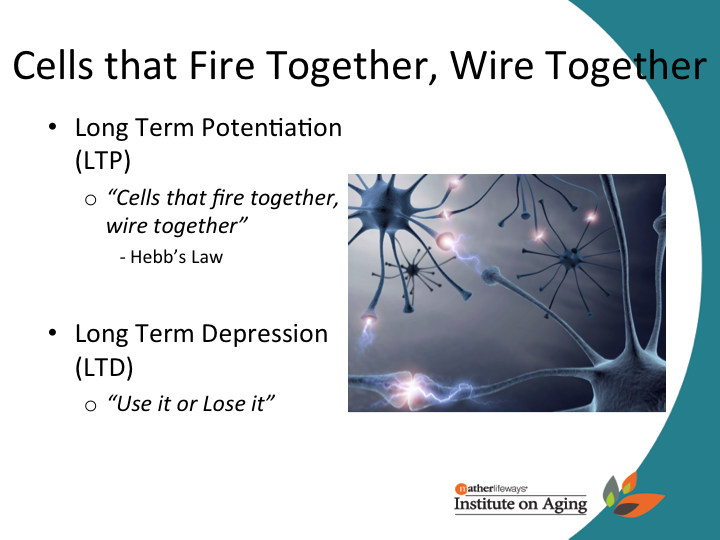 Cells that Fire Together, Wire Together
• Long Term Potentiation
(LTP)
o “Cells that fire together,
wire together”
- Hebb’s Law
• Long Term Depression
(LTD)
o “Use it or Lose it”
matherlifeways
Institute on Aging